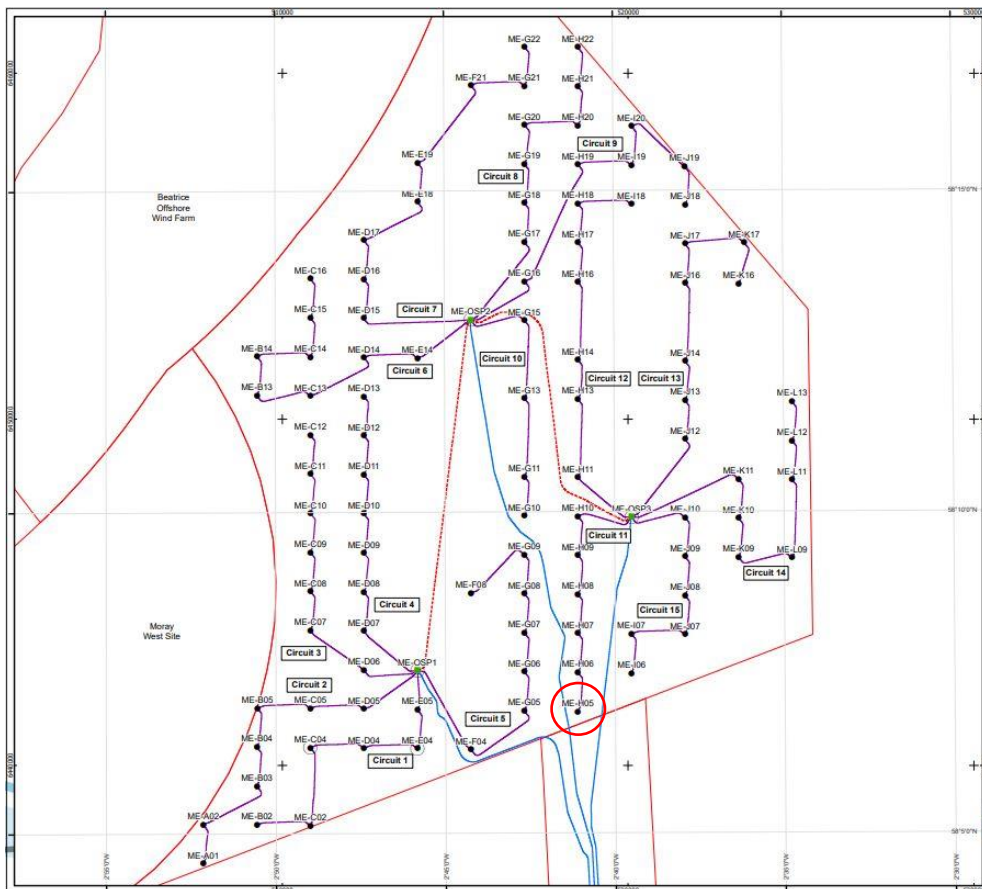 510000
520000
530000
ME-G22
ME-H22
ME-F21
ME-G21
ME-H21
6460000
ME-G20
ME-H20
ME-I20
Circuit 9
ME-E19
ME-G19
ME-H19
ME-I19
ME-J19
Circuit 8
58°15'0"N
ME-E18
ME-G18
ME-H18
ME-I18
ME-J18
Beatrice
Offshore
Wind Farm
ME-D17
ME-G17
ME-H17
ME-J17
ME-K17
ME-C16
ME-D16
ME-G16
ME-H16
ME-J16
ME-K16
Circuit 7
ME-C15
ME-D15
ME-OSP2
ME-G15
ME-B14
ME-C14
ME-D14
ME-E14
Circuit 10
ME-H14
ME-J14
Circuit 6
Circuit 12
Circuit 13
ME-B13
ME-C13
ME-D13
ME-G13
ME-H13
ME-J13
ME-L13
6450000
ME-C12
ME-D12
ME-J12
ME-L12
ME-C11
ME-D11
ME-G11
ME-H11
ME-K11
ME-L11
58°10'0"N
ME-C10
ME-D10
ME-G10
ME-H10
ME-OSP3
ME-J10
ME-K10
Circuit 11
ME-C09
ME-D09
ME-G09
ME-H09
ME-J09
ME-K09
ME-L09
Circuit 14
ME-C08
ME-D08
ME-F08
ME-G08
ME-H08
ME-J08
Circuit 4
Circuit 15
Moray
West Site
ME-C07
ME-D07
ME-G07
ME-H07
ME-I07
ME-J07
Circuit 3
ME-D06
ME-OSP1
ME-G06
ME-H06
ME-I06
Circuit 2
ME-B05
ME-C05
ME-D05
ME-E05
ME-G05
ME-H05
Circuit 5
ME-B04
ME-C04
ME-D04
ME-E04
ME-F04
Circuit 1
6440000
ME-B03
ME-A02
ME-B02
ME-C02
58°5'0"N
ME-A01